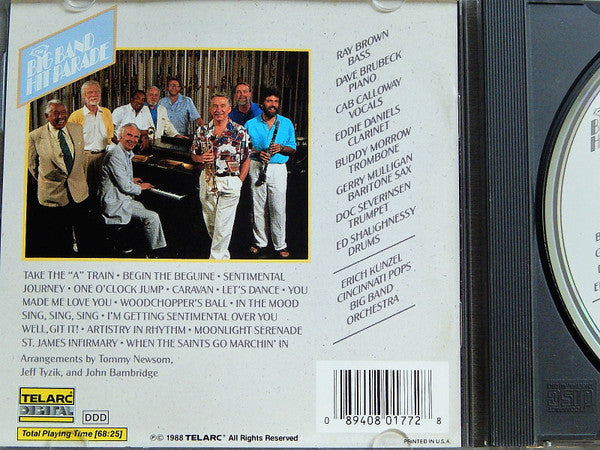 The
BIG BAND
HIT PARADE
RAY BROWN
BASS
DAVE BRUBECK
PIANO
CAB CALLOWAY
VOCALS
EDDIE DANIELS
CLARINET
BUDDY MORROW
TROMBONE
GERRY MULLIGAN
BARITONE SAX
DOC SEVERINSEN
TRUMPET
ED SHAUGHNESSY
DRUMS
ERICH KUNZEL
CINCINNATI POPS
BIG BAND
ORCHESTRA
TAKE THE “A” TRAIN • BEGIN THE BEGUINE • SENTIMENTAL
JOURNEY • ONE O'CLOCK JUMP • CARAVAN • LET'S DANCE • YOU
MADE ME LOVE YOU • WOODCHOPPER'S BALL • IN THE MOOD
SING, SING, SING • I'M GETTING SENTIMENTAL OVER YOU
WELL, GIT IT! • ARTISTRY IN RHYTHM • MOONLIGHT SERENADE
ST. JAMES INFIRMARY • WHEN THE SAINTS GO MARCHIN' IN
Arrangements by Tommy Newsom,
Jeff Tyzik, and John Bambridge
TELARC
DIGITAL
DDD
Total Playing Time [68:25]
℗© 1988 TELARC® All Rights Reserved
0 89408 01772 8
PRINTED IN U.S.A.
BIG BAND
HIT